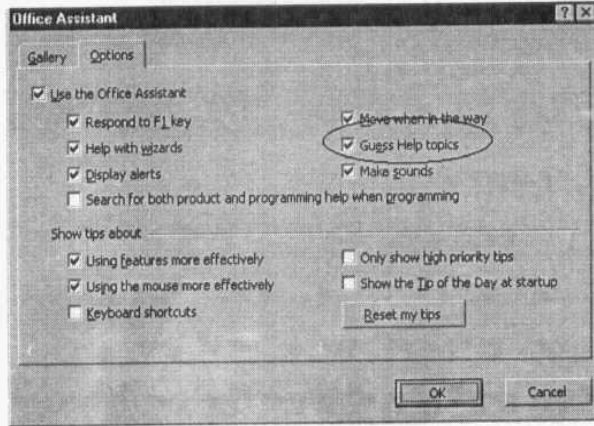 Office Assistant
Gallery Options
Use the Office Assistant
Respond to F1 key
Move when in the way
Help with wizards
Guess Help topics
Display alerts
Make sounds
Search for both product and programming help when programming
Show tips about
Using features more effectively
Only show high priority tips
Using the mouse more effectively
Show the Tip of the Day at startup
Keyboard shortcuts
Reset my tips
OK Cancel